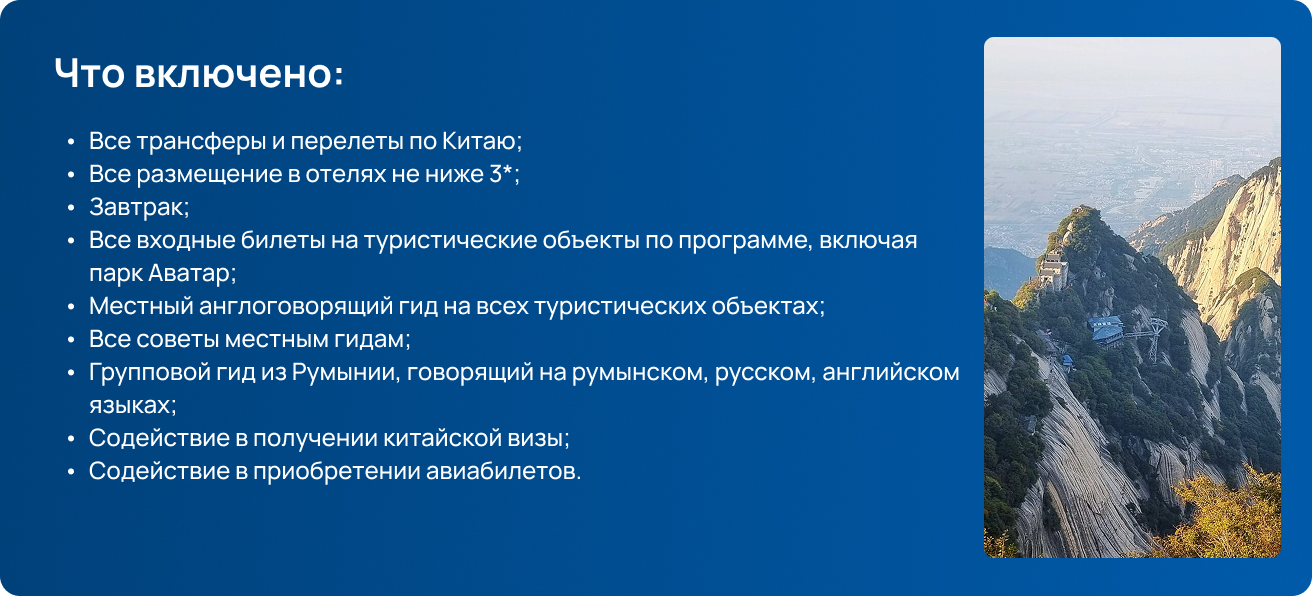 Что включено:
• Все трансферы и перелеты по Китаю;
• Все размещение в отелях не ниже 3*;
• Завтрак;
• Все входные билеты на туристические объекты по программе, включая
парк Аватар;
• Местный англоговорящий гид на всех туристических объектах;
• Все советы местным гидам;
• Групповой гид из Румынии, говорящий на румынском, русском, английском
языках;
• Содействие в получении китайской визы;
• Содействие в приобретении авиабилетов.